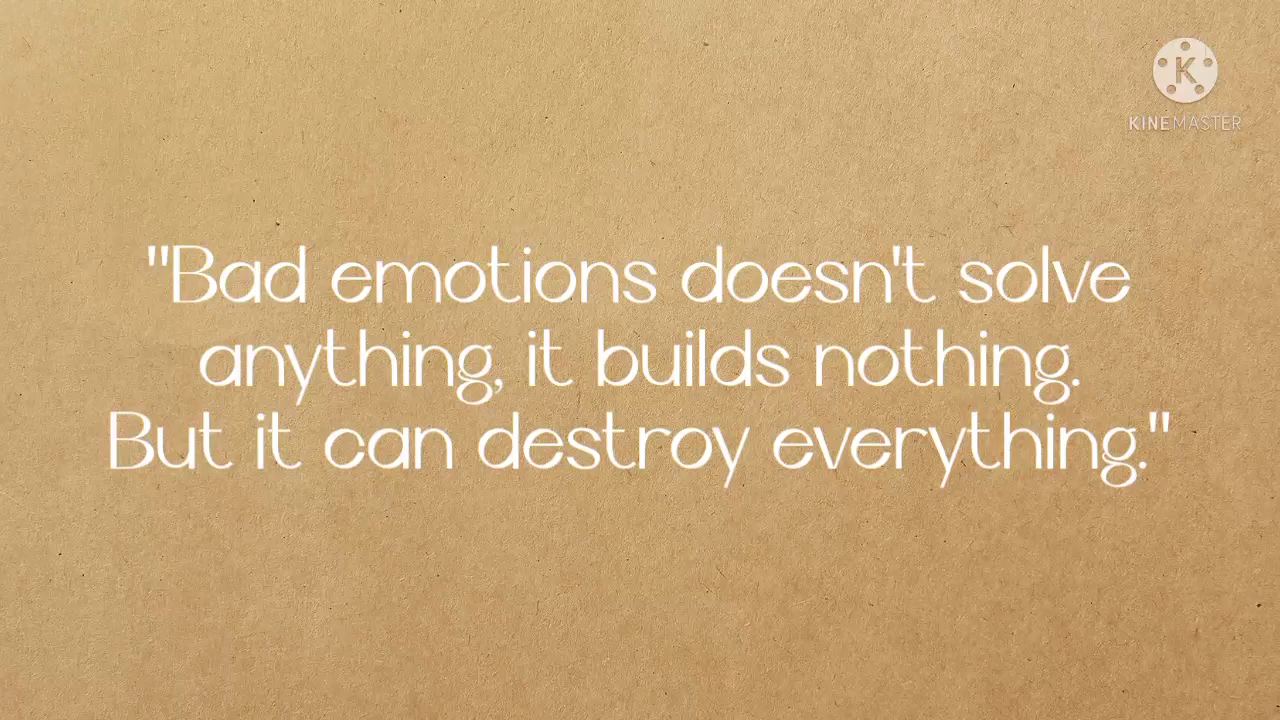 KINEMASTER
"Bad emotions doesn't solve
anything, it builds nothing.
But it can destroy everything."